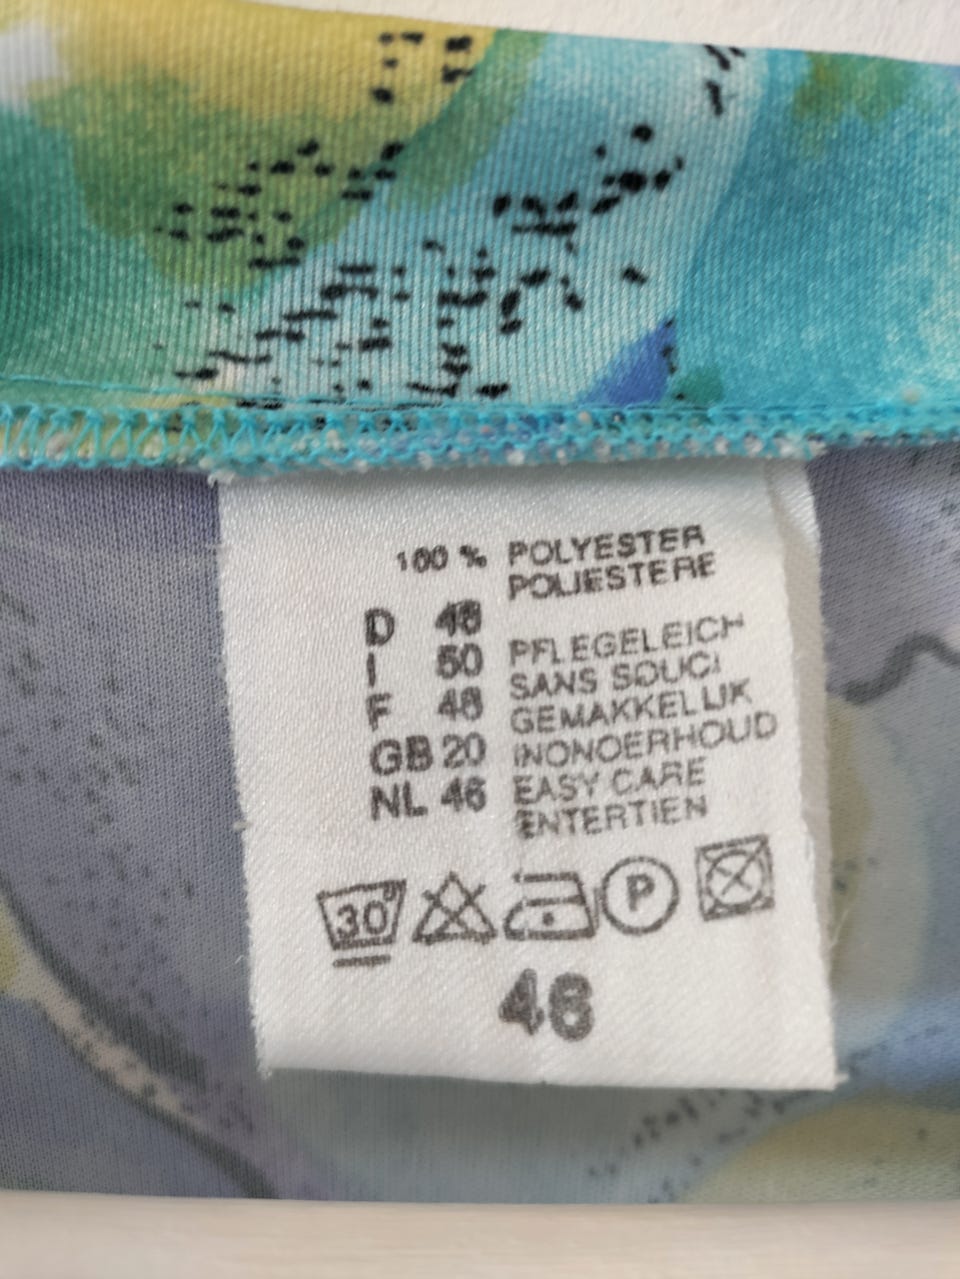 100 % POLYESTER
POLIESTERE
D 46
I 50
F 48
GB 20
NL 46
PFLEGELEICH
SANS SOUCI
GEMAKKELIJK
INONOERHOUD
EASY CARE
ENTERTIEN
30°
P
46